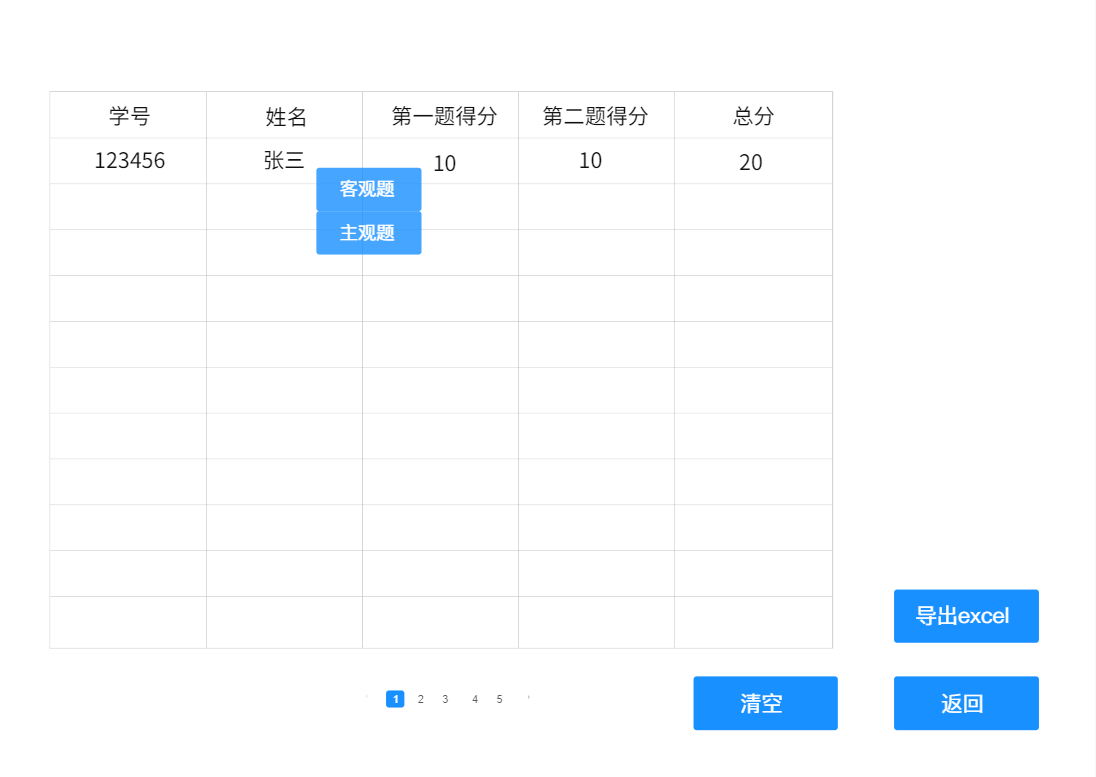 学号 姓名 第一题得分 第二题得分 总分
123456 张三 10 10 20
客观题
主观题
导出excel
1 2 3 4 5
清空 返回